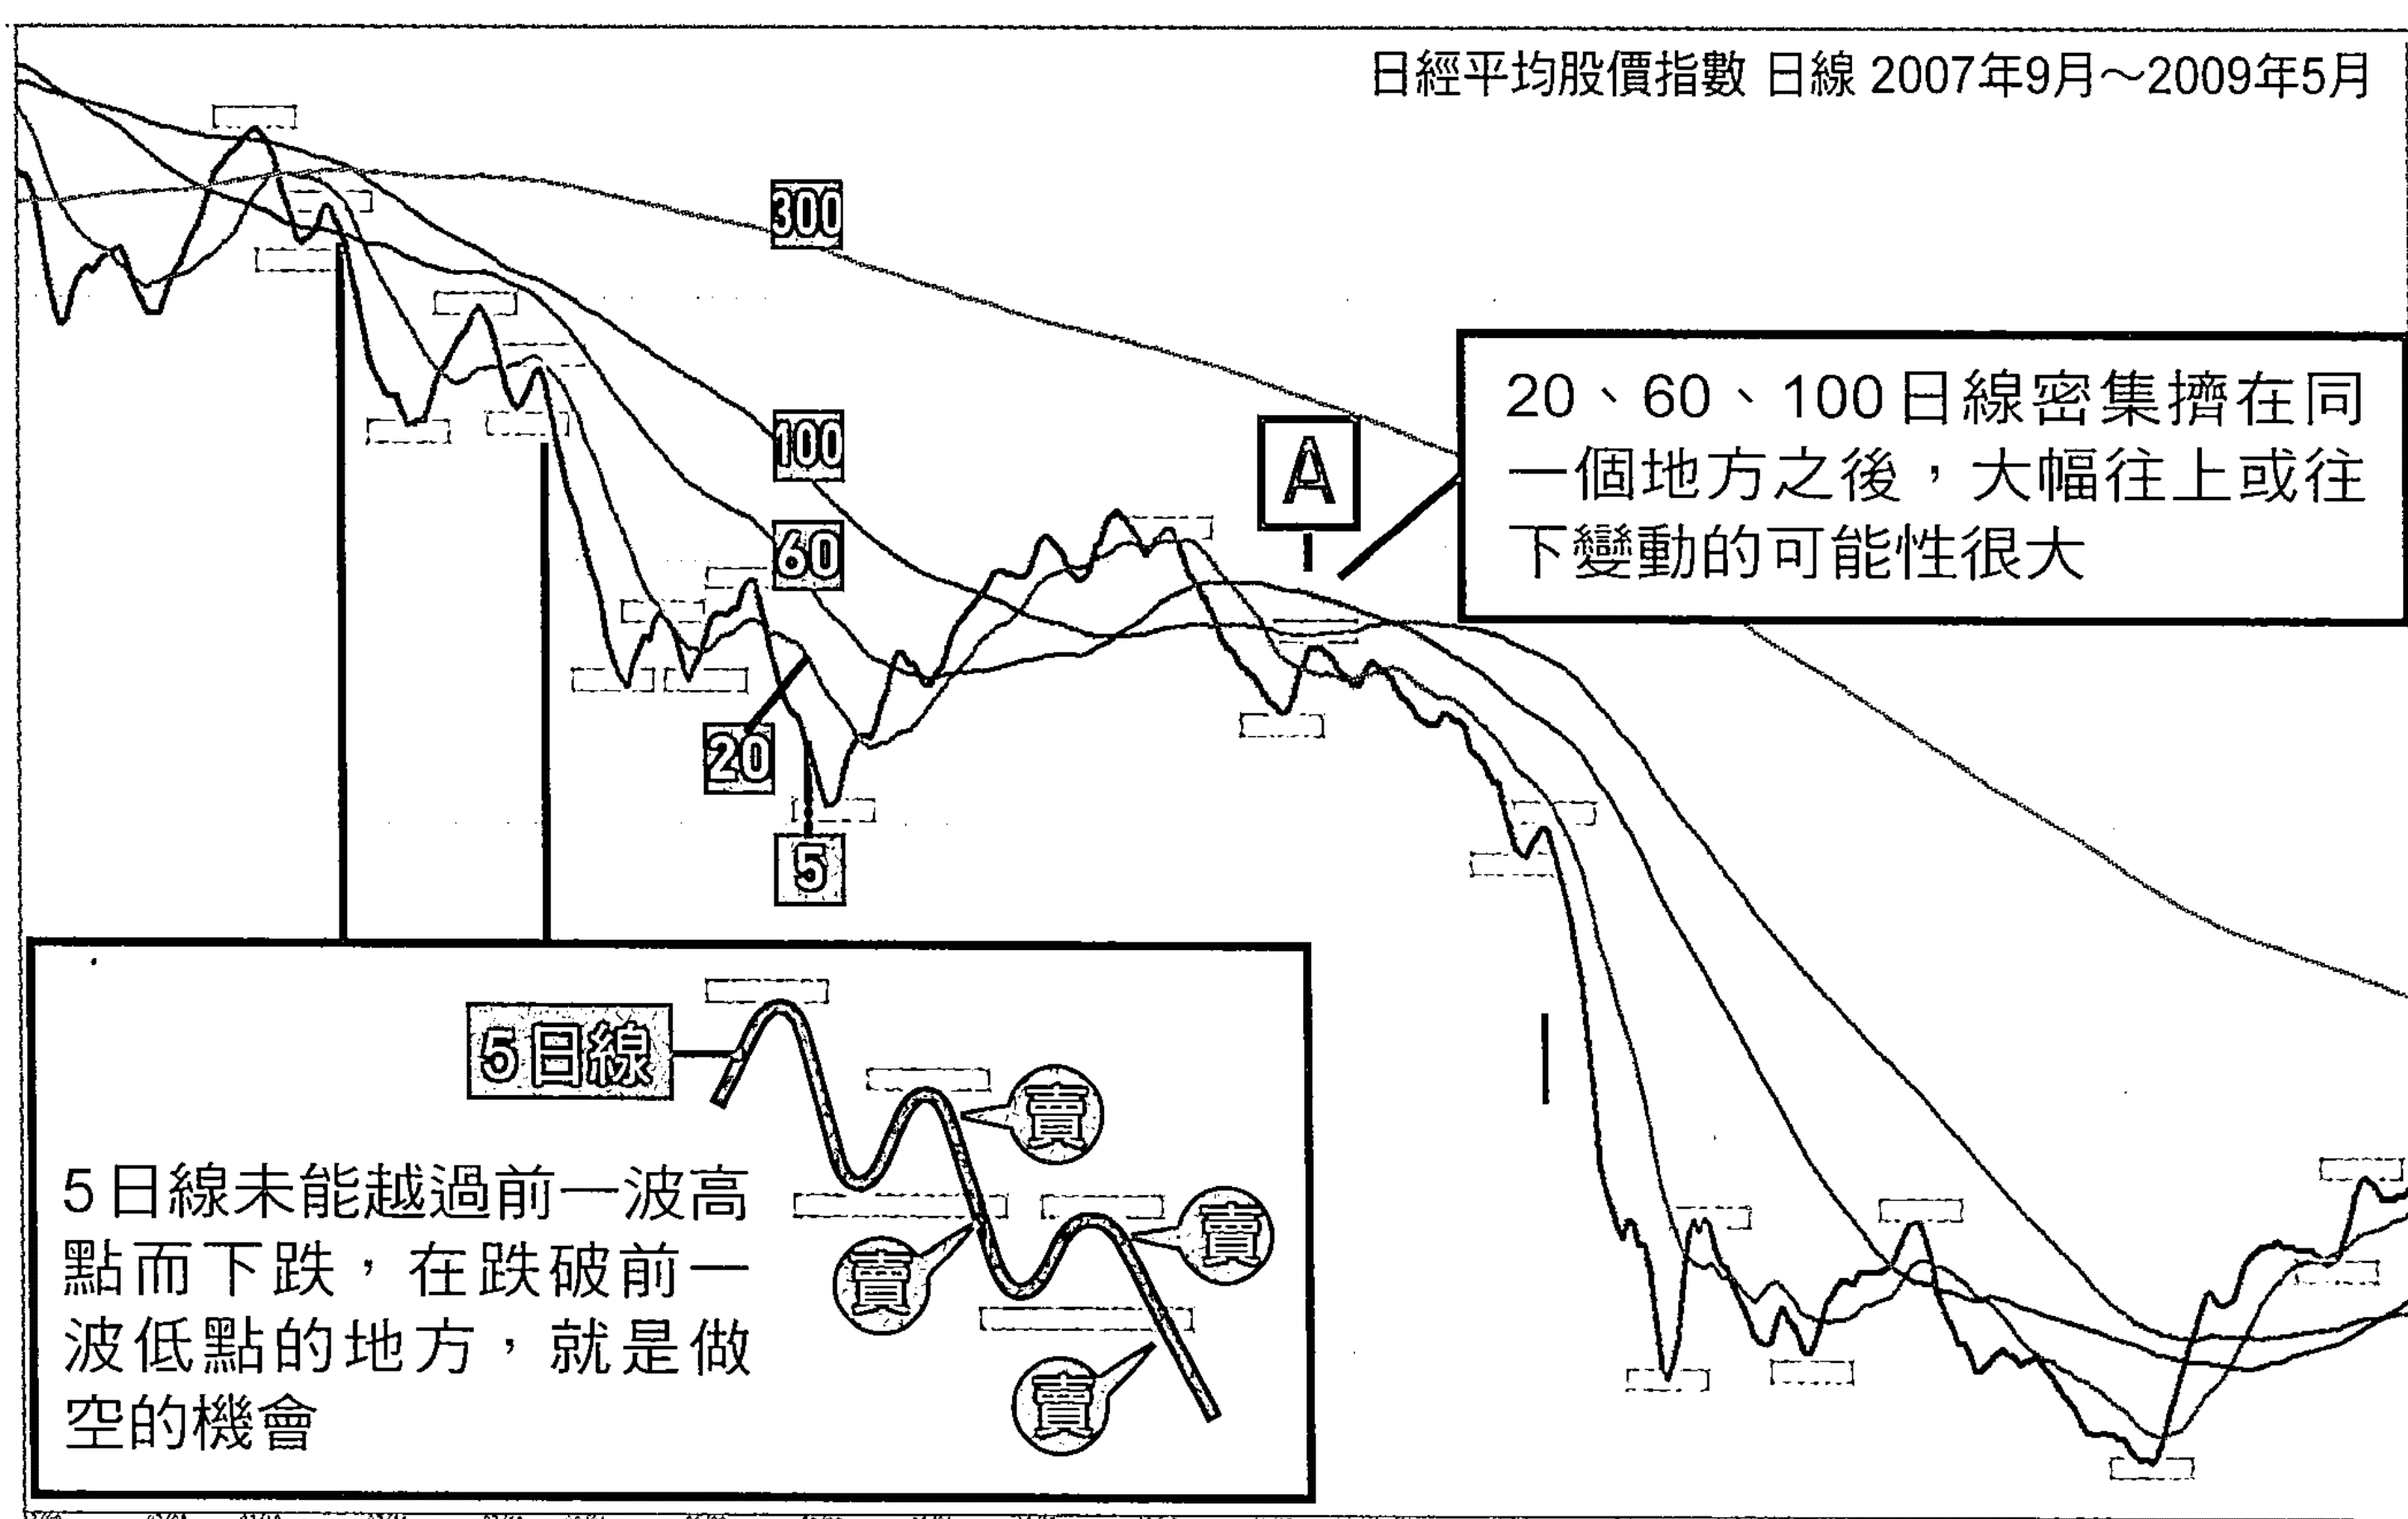 日經平均股價指數 日線 2007年9月～2009年5月
300
100
60
20
5
A
20、60、100日線密集擠在同
一個地方之後，大幅往上或往
下變動的可能性很大
5日線
賣
賣
賣
賣
5日線未能越過前一波高
點而下跌，在跌破前一
波低點的地方，就是做
空的機會